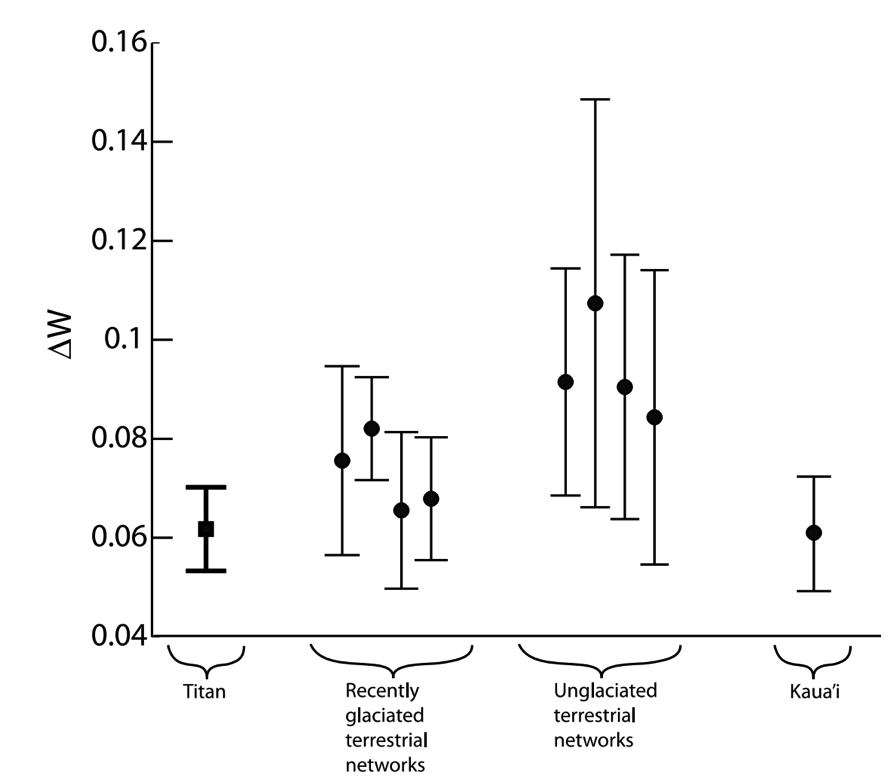 0.16
0.14
0.12
0.1
0.08
0.06
0.04
ΔW
Titan
Recently
glaciated
terrestrial
networks
Unglaciated
terrestrial
networks
Kaua'i